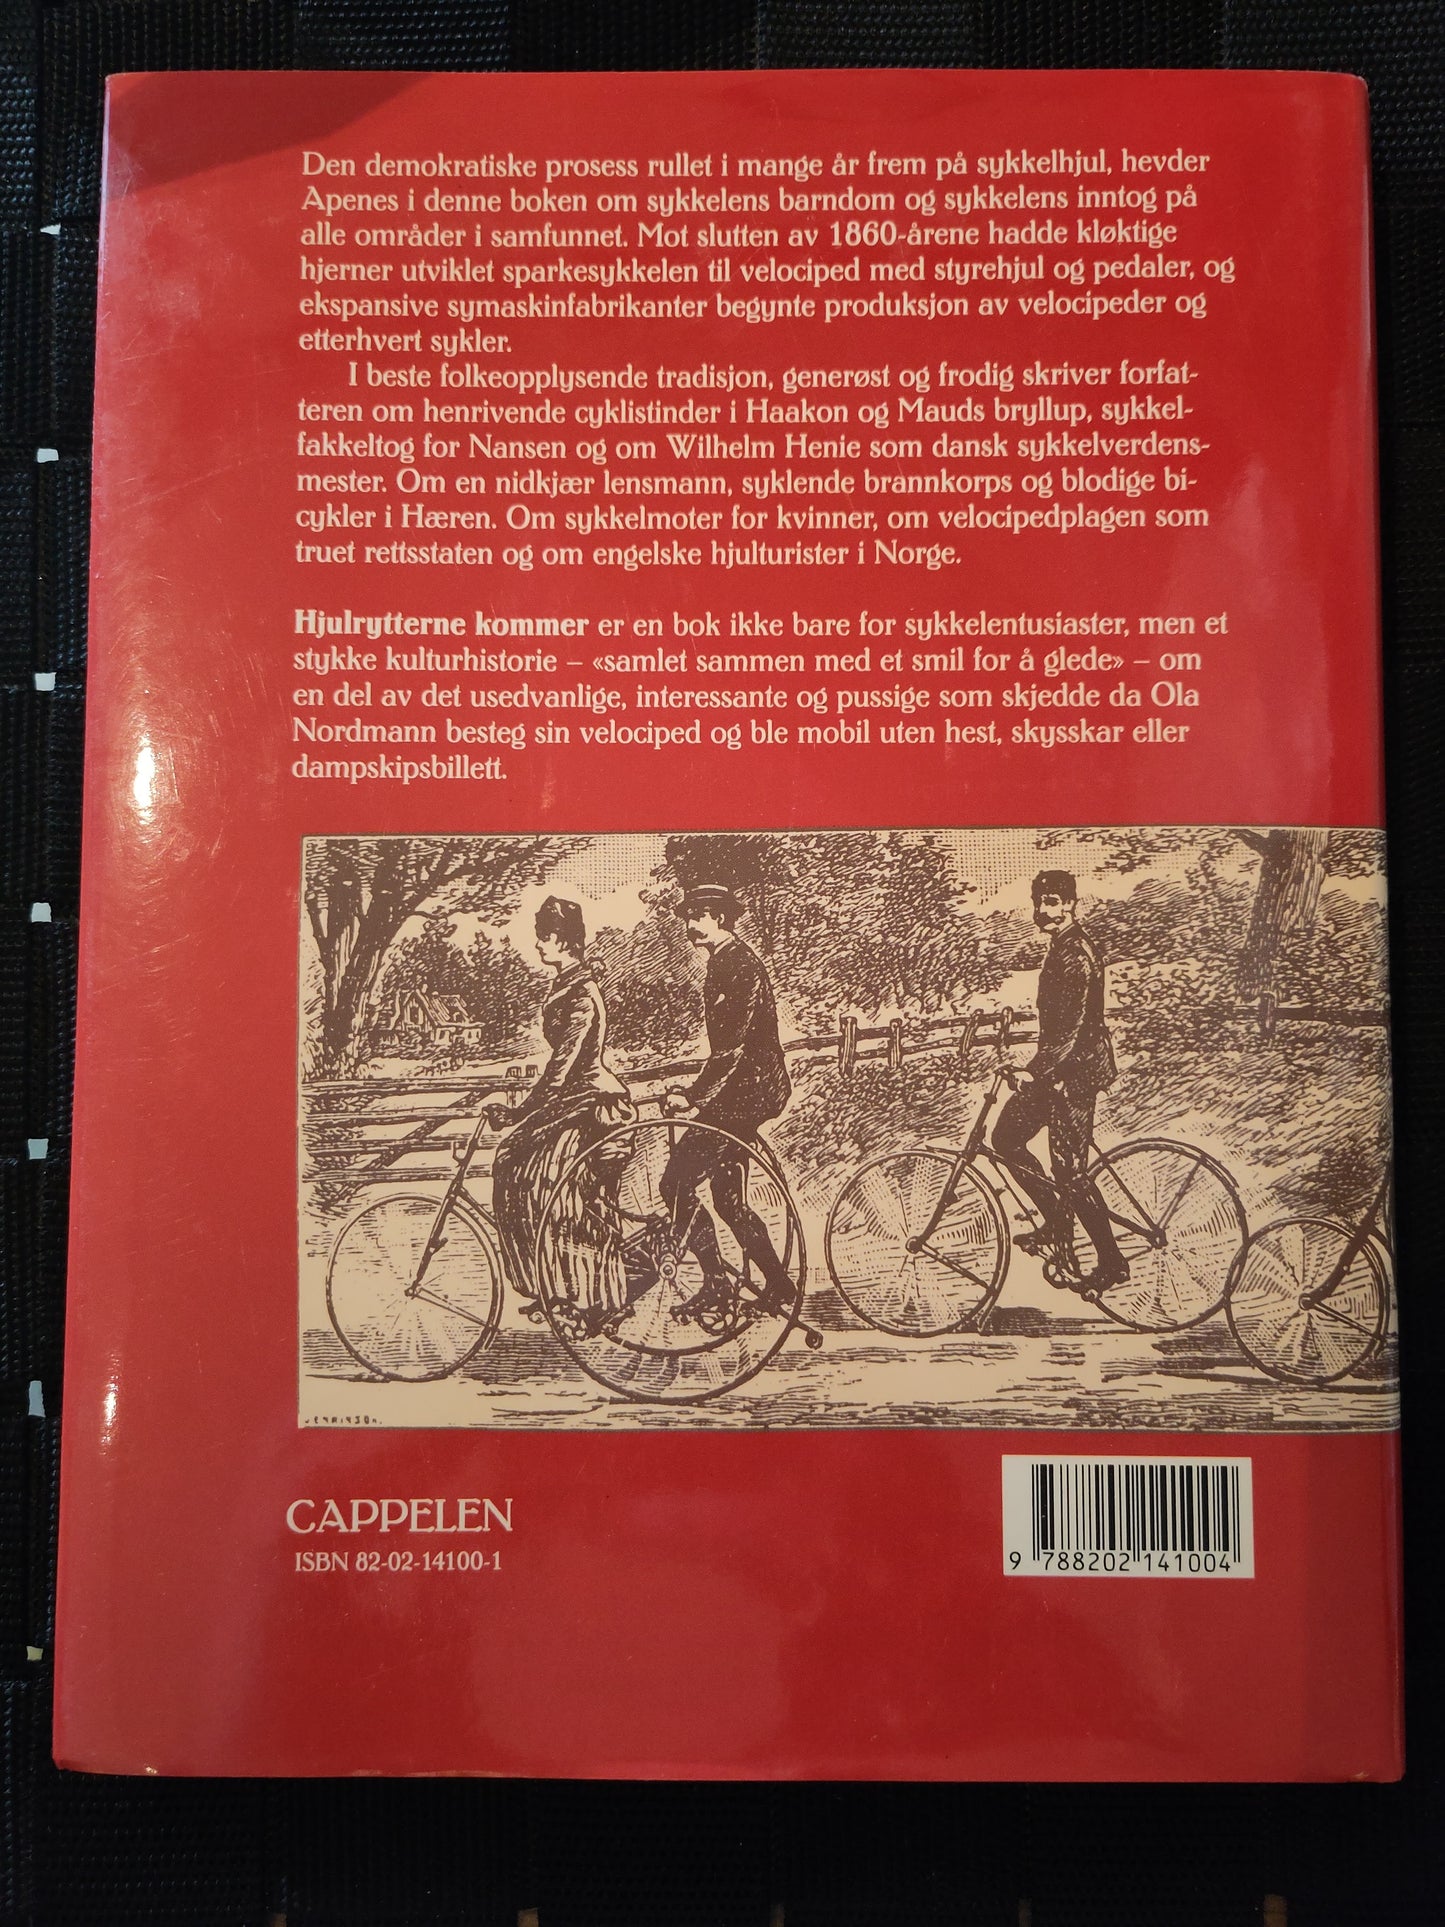 Den demokratiske prosess rullet i mange år frem på sykkelhjul, hevder
Apenes i denne boken om sykkelens barndom og sykkelens inntog på
alle områder i samfunnet. Mot slutten av 1860-årene hadde kløktige
hjerner utviklet sparkesykkelen til velociped med styrehjul og pedaler, og
ekspansive symaskinfabrikanter begynte produksjon av velocipeder og
etterhvert sykler.
I beste folkeopplysende tradisjon, generøst og frodig skriver forfat-
teren om henrivende cyklistinder i Haakon og Mauds bryllup, sykkel-
fakkeltog for Nansen og om Wilhelm Henie som dansk sykkelverdens-
mester. Om en nidkjær lensmann, syklende brannkorps og blodige bi-
cykler i Hæren. Om sykkelmoter for kvinner, om velocipedplagen som
truet rettsstaten og om engelske hjulturister i Norge.
Hjulrytterne kommer er en bok ikke bare for sykkelentusiaster, men et
stykke kulturhistorie – «samlet sammen med et smil for å glede» – om
en del av det usedvanlige, interessante og pussige som skjedde da Ola
Nordmann besteg sin velociped og ble mobil uten hest, skysskar eller
dampskipsbillett.
CAPPELEN
ISBN 82-02-14100-1
9 788202 141004